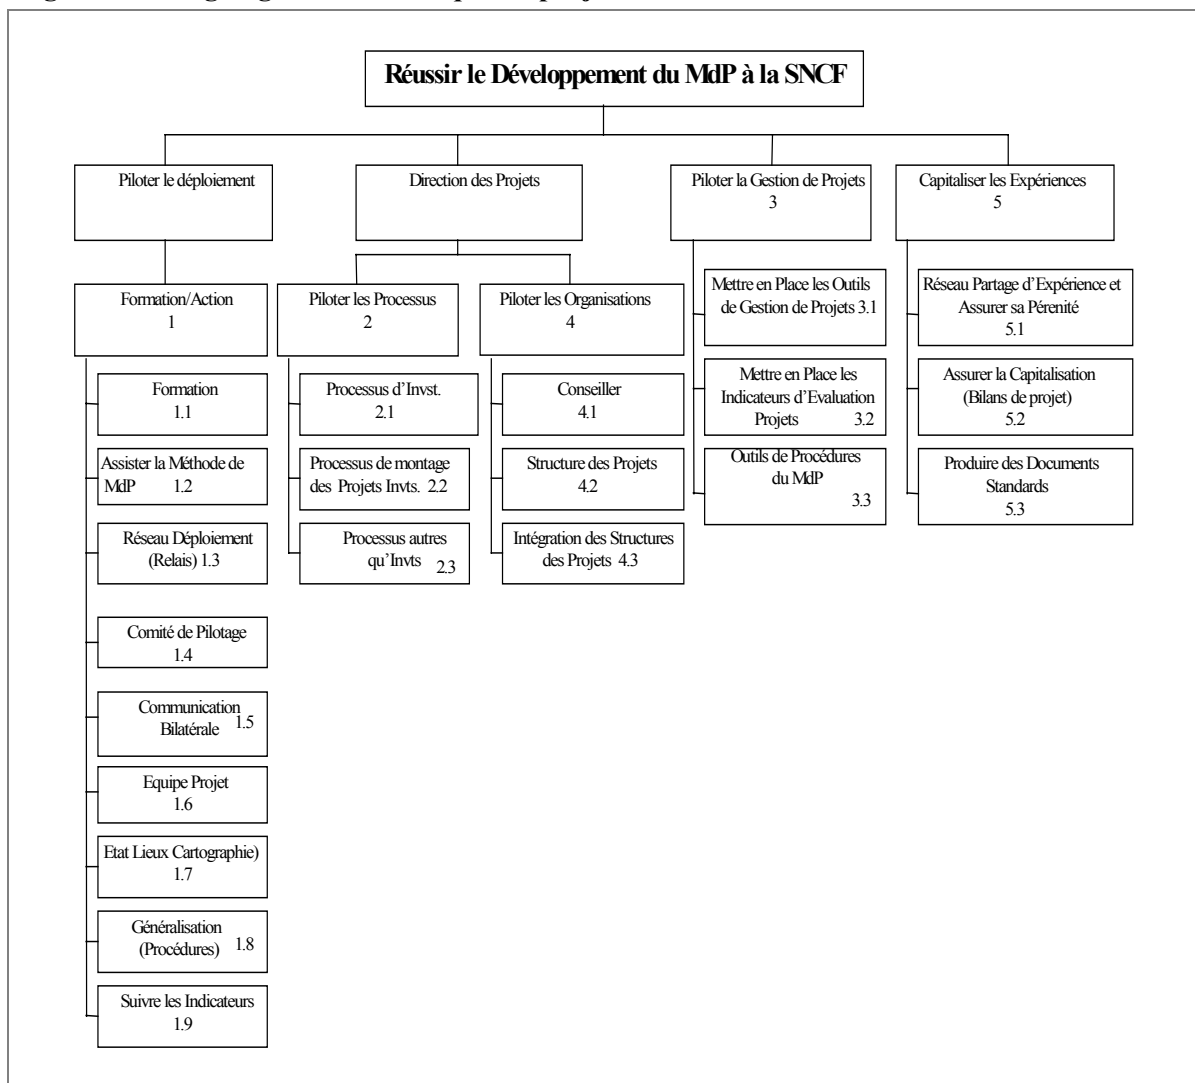 Réussir le Développement du MdP à la SNCF
Piloter le déploiement
Direction des Projets
Piloter la Gestion de Projets
3
Capitaliser les Expériences
5
Formation/Action
1
Piloter les Processus
2
Piloter les Organisations
4
Formation
1.1
Assister la Méthode de
MdP 1.2
Réseau Déploiement
(Relais) 1.3
Comité de Pilotage
1.4
Communication
Bilatérale 1.5
Equipe Projet
1.6
Etat Lieux Cartographie)
1.7
Généralisation
(Procédures) 1.8
Suivre les Indicateurs
1.9
Processus d'Invst.
2.1
Processus de montage
des Projets Invts. 2.2
Processus autres
qu'Invts 2.3
Conseiller
4.1
Structure des Projets
4.2
Intégration des Structures
des Projets 4.3
Mettre en Place les Outils
de Gestion de Projets 3.1
Mettre en Place les
Indicateurs d'Evaluation
Projets 3.2
Outils de Procédures
du MdP
3.3
Réseau Partage d'Expérience et
Assurer sa Pérenité
5.1
Assurer la Capitalisation
(Bilans de projet)
5.2
Produire des Documents
Standards
5.3